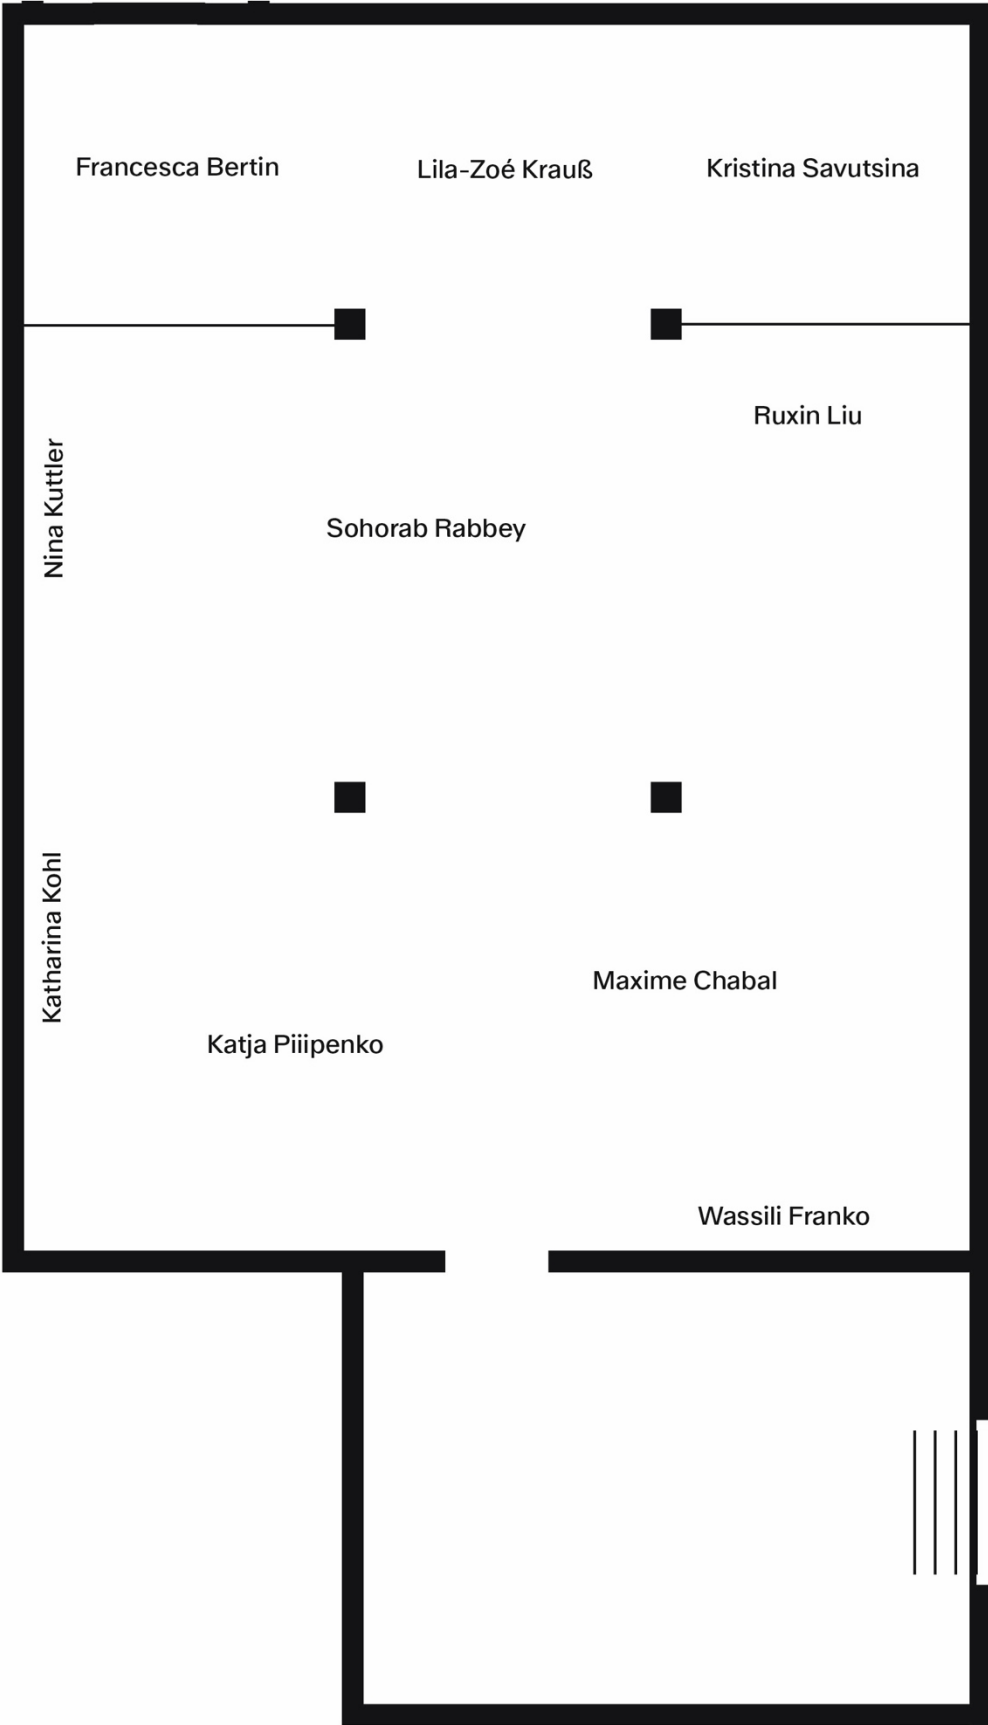 Francesca Bertin
Lila-Zoé Krauß
Kristina Savutsina
Ruxin Liu
Nina Kuttler
Sohorab Rabbey
Katharina Kohl
Maxime Chabal
Katja Piiipenko
Wassili Franko